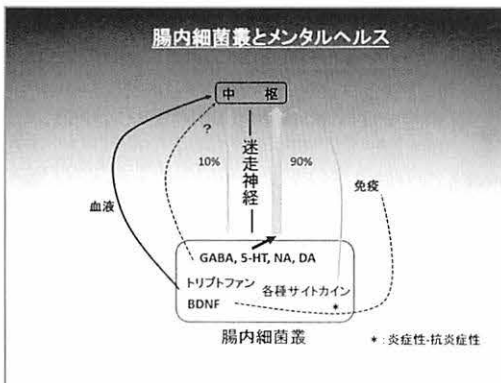 腸内細菌叢とメンタルヘルス
中 枢
?
10%
迷走神経
90%
血液
免疫
GABA, 5-HT, NA, DA
トリプトファン
各種サイトカイン
*
BDNF
腸内細菌叢
* : 炎症性-抗炎症性